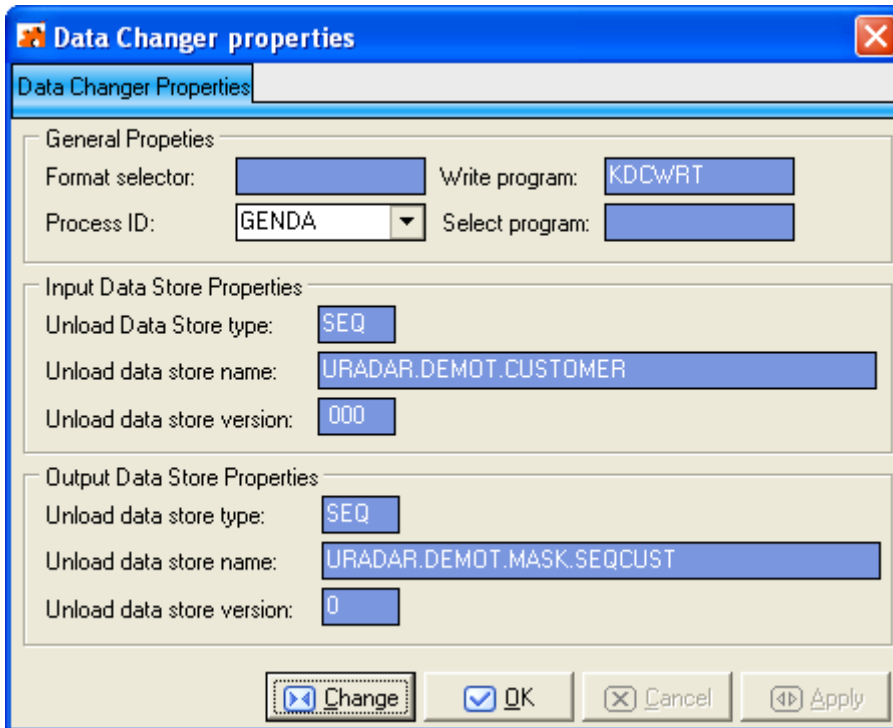 Data Changer properties
Data Changer Properties
General Propeties
Format selector: Write program: KDCWRT
Process ID: GENDA Select program:
Input Data Store Properties
Unload Data Store type: SEQ
Unload data store name: URADAR.DEMOT.CUSTOMER
Unload data store version: 000
Output Data Store Properties
Unload data store type: SEQ
Unload data store name: URADAR.DEMOT.MASK.SEQCUST
Unload data store version: 0
Change OK Cancel Apply